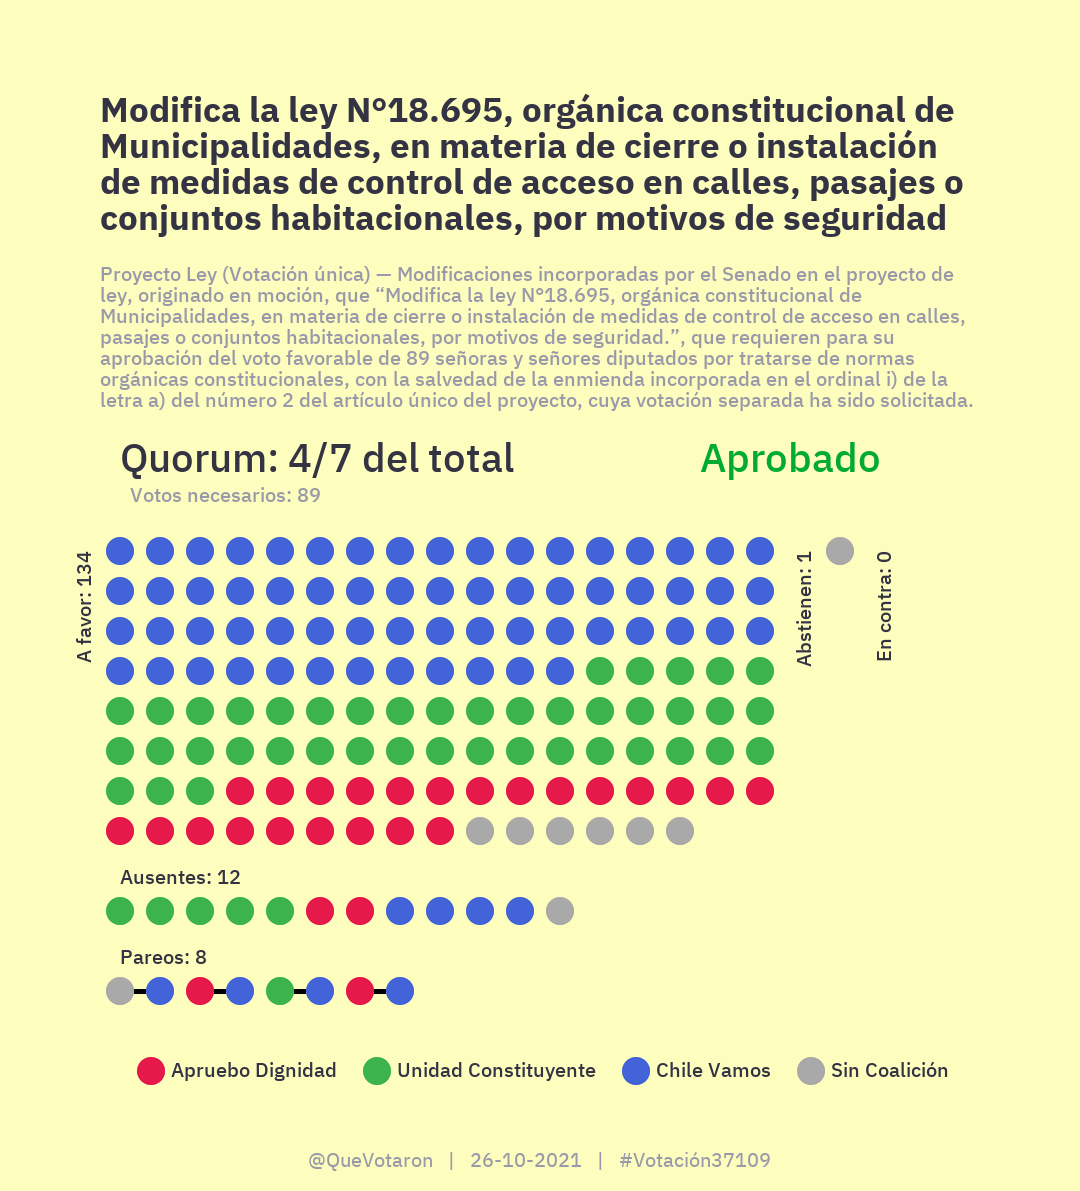 Modifica la ley N°18.695, orgánica constitucional de
Municipalidades, en materia de cierre o instalación
de medidas de control de acceso en calles, pasajes o
conjuntos habitacionales, por motivos de seguridad
Proyecto Ley (Votación única) — Modificaciones incorporadas por el Senado en el proyecto de
ley, originado en moción, que “Modifica la ley N°18.695, orgánica constitucional de
Municipalidades, en materia de cierre o instalación de medidas de control de acceso en calles,
pasajes o conjuntos habitacionales, por motivos de seguridad.”, que requieren para su
aprobación del voto favorable de 89 señoras y señores diputados por tratarse de normas
orgánicas constitucionales, con la salvedad de la enmienda incorporada en el ordinal i) de la
letra a) del número 2 del artículo único del proyecto, cuya votación separada ha sido solicitada.
Quorum: 4/7 del total
Aprobado
Votos necesarios: 89
A favor: 134
Abstienen: 1
En contra: 0
Ausentes: 12
Pareos: 8
Apruebo Dignidad
Unidad Constituyente
Chile Vamos
Sin Coalición
@QueVotaron | 26-10-2021 | #Votación37109